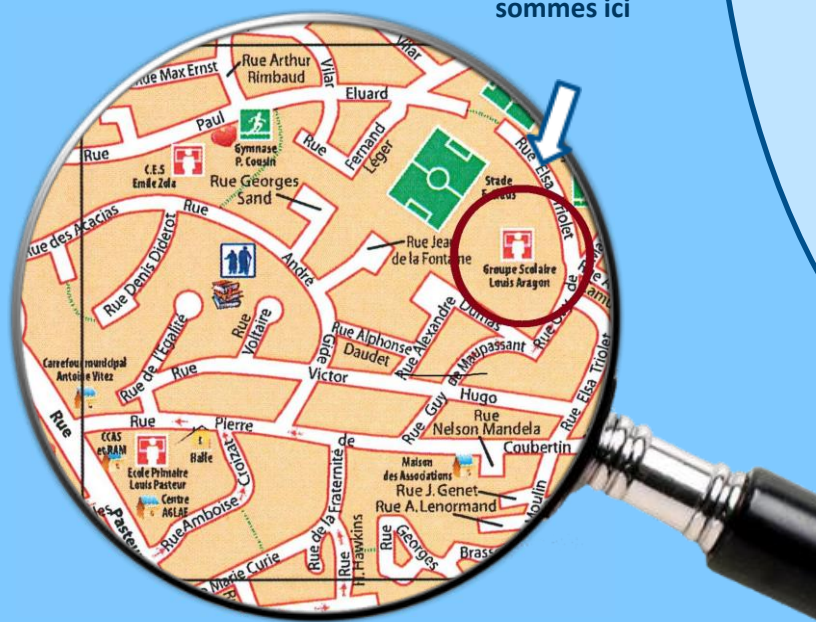 sommes ici
Rue Max Ernst
Rue Arthur
Rimbaud
Vilar
Vilar
Rue
Paul
Eluard
Gymnase
P. Cousin
C.E.S
Emile Zola
Rue
Fernand
Léger
Stade
Rue Elsa Triolet
Rue Georges
Sand
Rue des Acacias
Rue
André
Gide
Rue Denis Diderot
Rue Jean
de la Fontaine
Groupe Scolaire
Louis Aragon
Rue de l'Egalité
Rue
Voltaire
Rue Alphonse
Daudet
Rue Alexandre
Dumas
Rue Guy de Maupassant
Rue Guy de
Carrefour municipal
Antoine Vitez
Rue
Victor
Hugo
Rue Elsa Triolet
Rue
Rue
Pierre
de
Coubertin
Rue
Nelson Mandela
CCAS
et RAM
Halle
Ecole Primaire
Louis Pasteur
Centre
AGLAE
Rue Amboise
Croizat
Maison
des Associations
Rue J. Genet
Rue A. Lenormand
Moulin
Pasteur
Rue de la Fraternité
Rue
H. Hawkins
Rue
Georges
Brass
Marie Curie